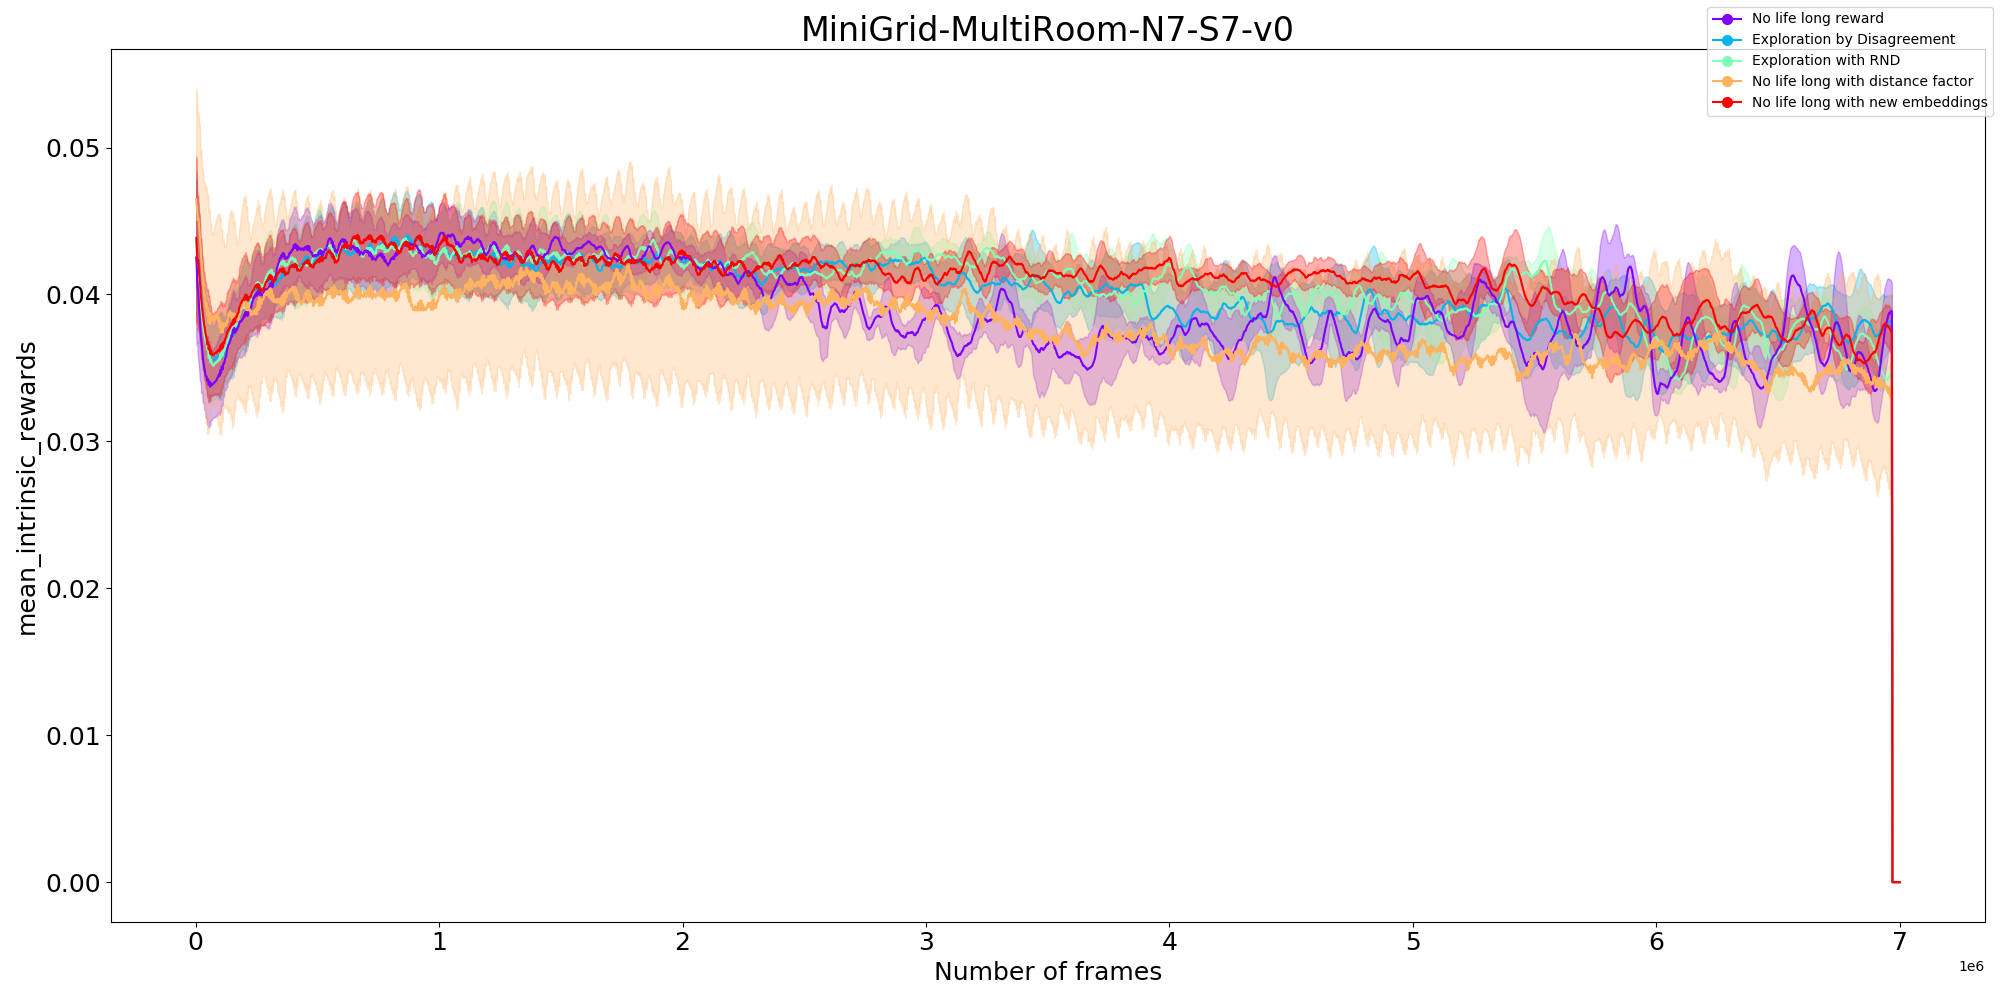 MiniGrid-MultiRoom-N7-S7-v0
No life long reward
Exploration by Disagreement
Exploration with RND
No life long with distance factor
No life long with new embeddings
mean_intrinsic_rewards
0.05
0.04
0.03
0.02
0.01
0.00
0 1 2 3 4 5 6 7
Number of frames
1e6